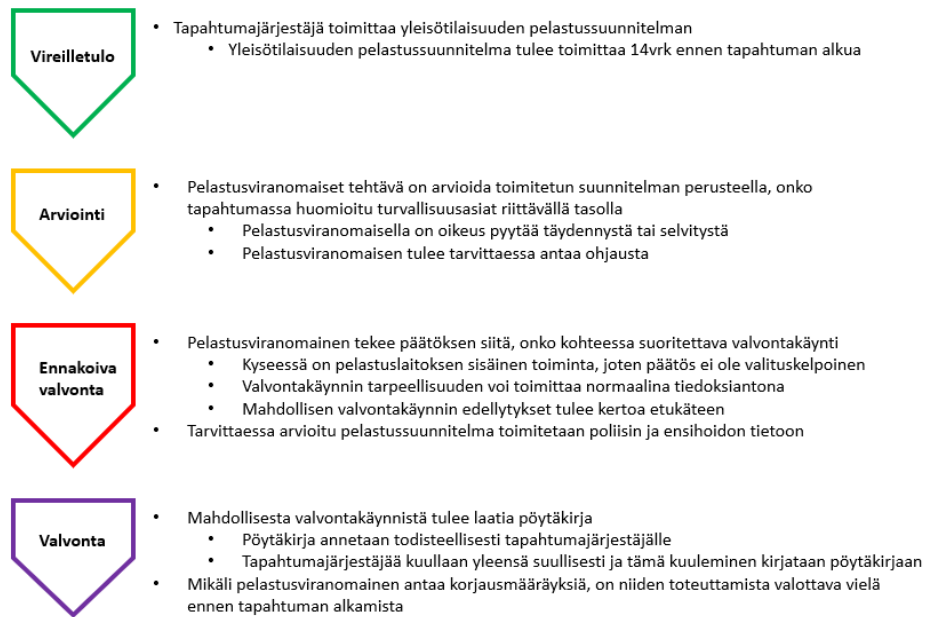 Vireilletulo
• Tapahtumajärjestäjä toimittaa yleisötilaisuuden pelastussuunnitelman
• Yleisötilaisuuden pelastussuunnitelma tulee toimittaa 14vrk ennen tapahtuman alkua
Arviointi
• Pelastusviranomaiset tehtävä on arvioida toimitetun suunnitelman perusteella, onko
tapahtumassa huomioitu turvallisuusasiat riittävällä tasolla
• Pelastusviranomaisella on oikeus pyytää täydennystä tai selvitystä
• Pelastusviranomaisen tulee tarvittaessa antaa ohjausta
Ennakoiva
valvonta
• Pelastusviranomainen tekee päätöksen siitä, onko kohteessa suoritettava valvontakäynti
• Kyseessä on pelastuslaitoksen sisäinen toiminta, joten päätös ei ole valituskelpoinen
• Valvontakäynnin tarpeellisuuden voi toimittaa normaalina tiedoksiantona
• Mahdollisen valvontakäynnin edellytykset tulee kertoa etukäteen
• Tarvittaessa arvioitu pelastussuunnitelma toimitetaan poliisin ja ensihoidon tietoon
Valvonta
• Mahdollisesta valvontakäynnistä tulee laatia pöytäkirja
• Pöytäkirja annetaan todisteellisesti tapahtumajärjestäjälle
• Tapahtumajärjestäjää kuullaan yleensä suullisesti ja tämä kuuleminen kirjataan pöytäkirjaan
• Mikäli pelastusviranomainen antaa korjausmääräyksiä, on niiden toteuttamista valottava vielä
ennen tapahtuman alkamista